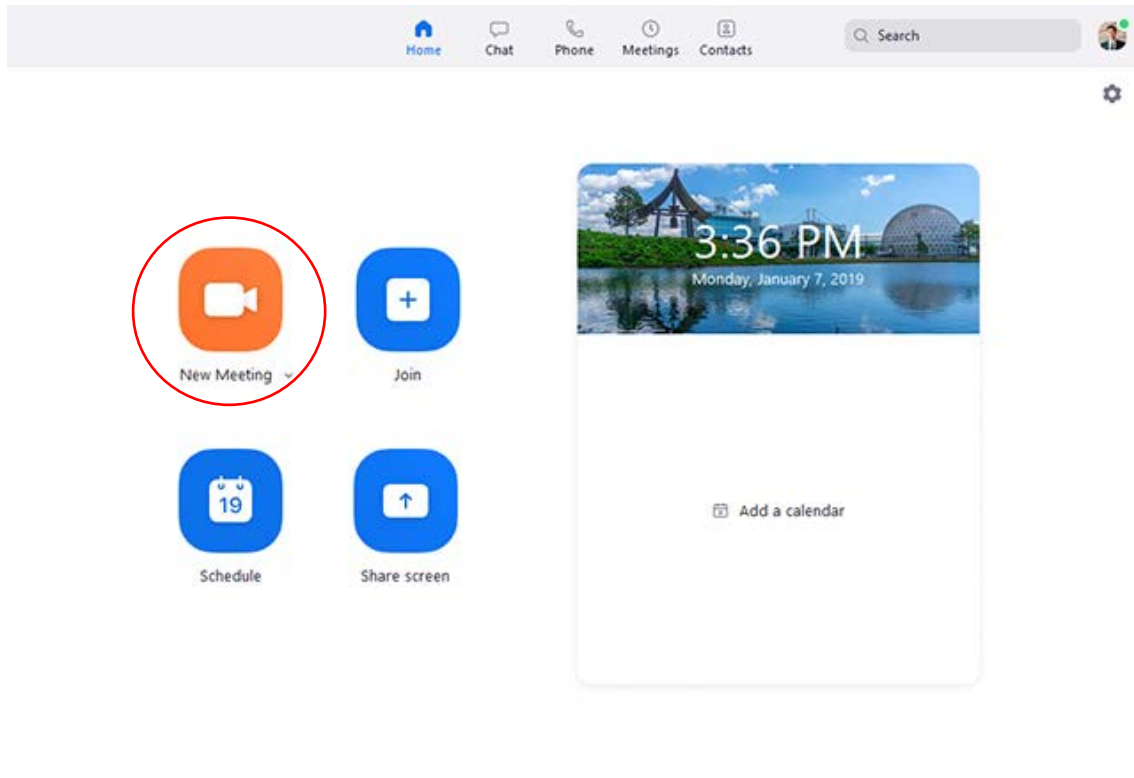 Home
Chat
Phone
Meetings
Contacts
Search
3:36 PM
Monday, January 7, 2019
New Meeting
Join
19
Schedule
Share screen
Add a calendar